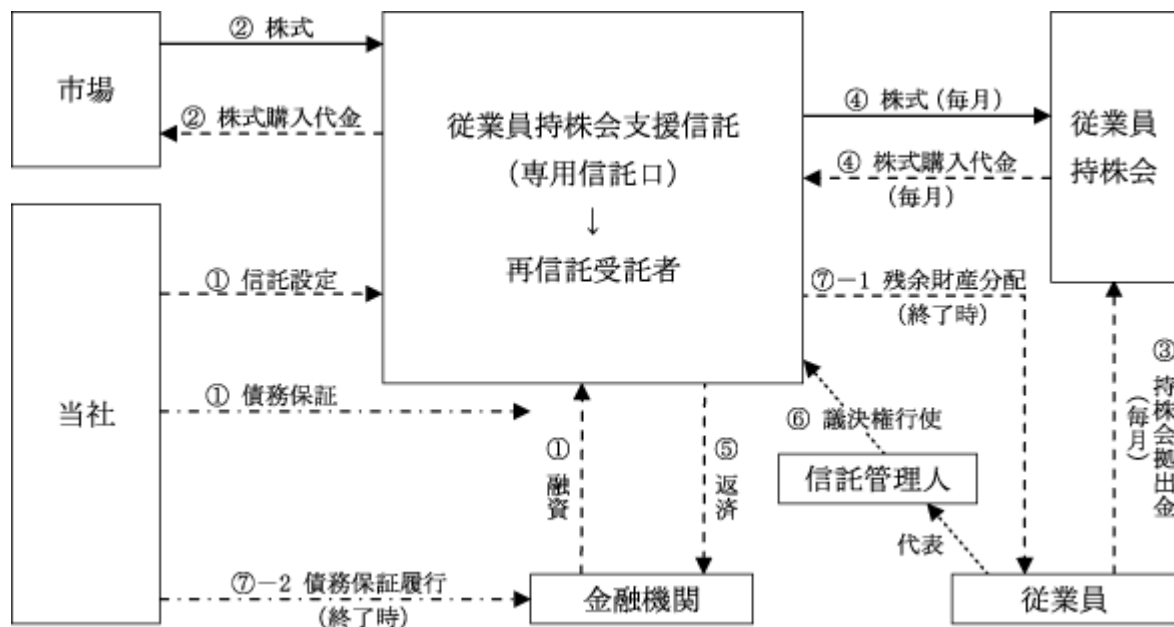 ② 株式
市場
② 株式購入代金
従業員持株会支援信託
(専用信託口)
↓
再信託受託者
④ 株式(毎月)
④ 株式購入代金
(毎月)
従業員
持株会
① 信託設定
⑦-1 残余財産分配
(終了時)
① 債務保証
当社
① 融資
⑤ 返済
⑥ 議決権行使
信託管理人
代表
③ 持株会拠出金
(毎月)
⑦-2 債務保証履行
(終了時)
金融機関
従業員